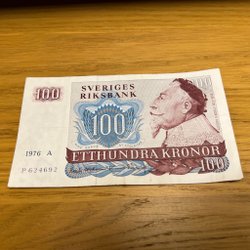 100
SVERIGES
RIKSBANK
100
100
1976 A
P 624692
ETTHUNDRA KRONOR
100